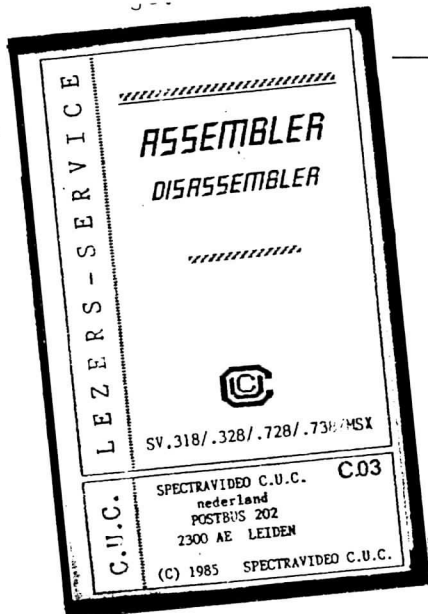 LEZERS-SERVICE
ASSEMBLER
DISASSEMBLER
CUC
SV.318/.328/.728/.738/MSX
C.U.C.
SPECTRAVIDEO C.U.C. C.03
nederland
POSTBUS 202
2300 AE LEIDEN
(C) 1985 SPECTRAVIDEO C.U.C.